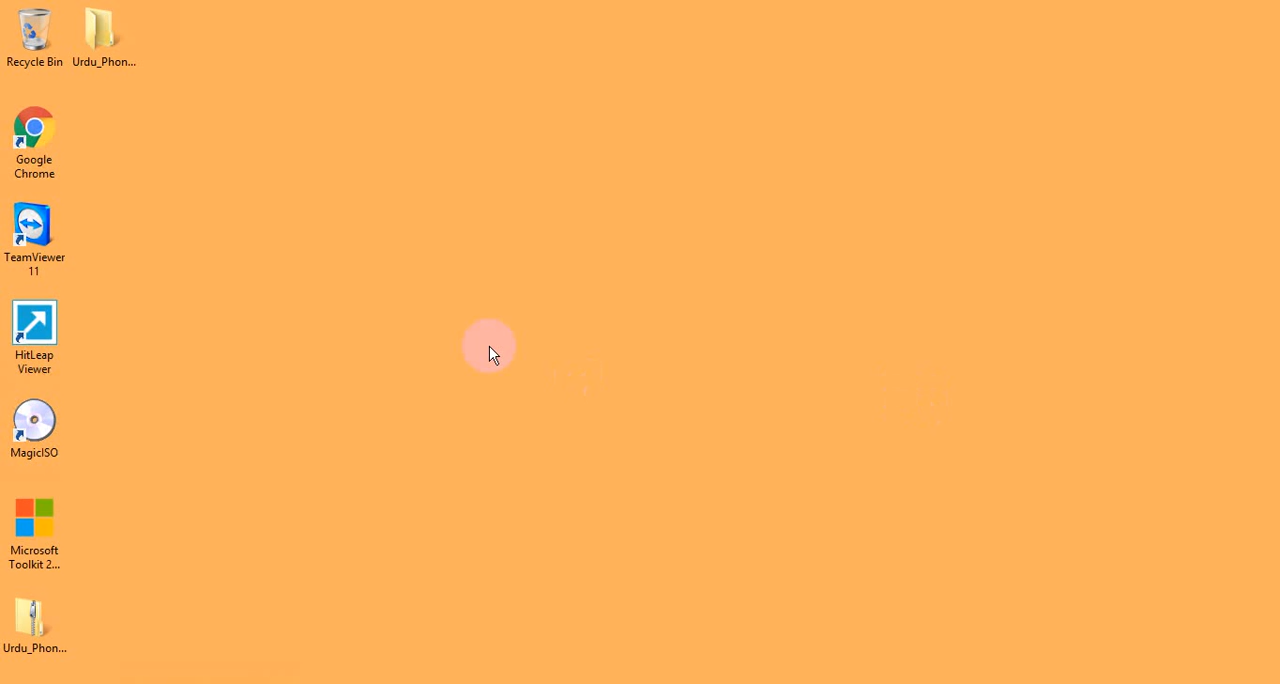 Recycle Bin
Urdu_Phon...
Google
Chrome
TeamViewer
11
HitLeap
Viewer
MagicISO
Microsoft
Toolkit 2...
Urdu_Phon...